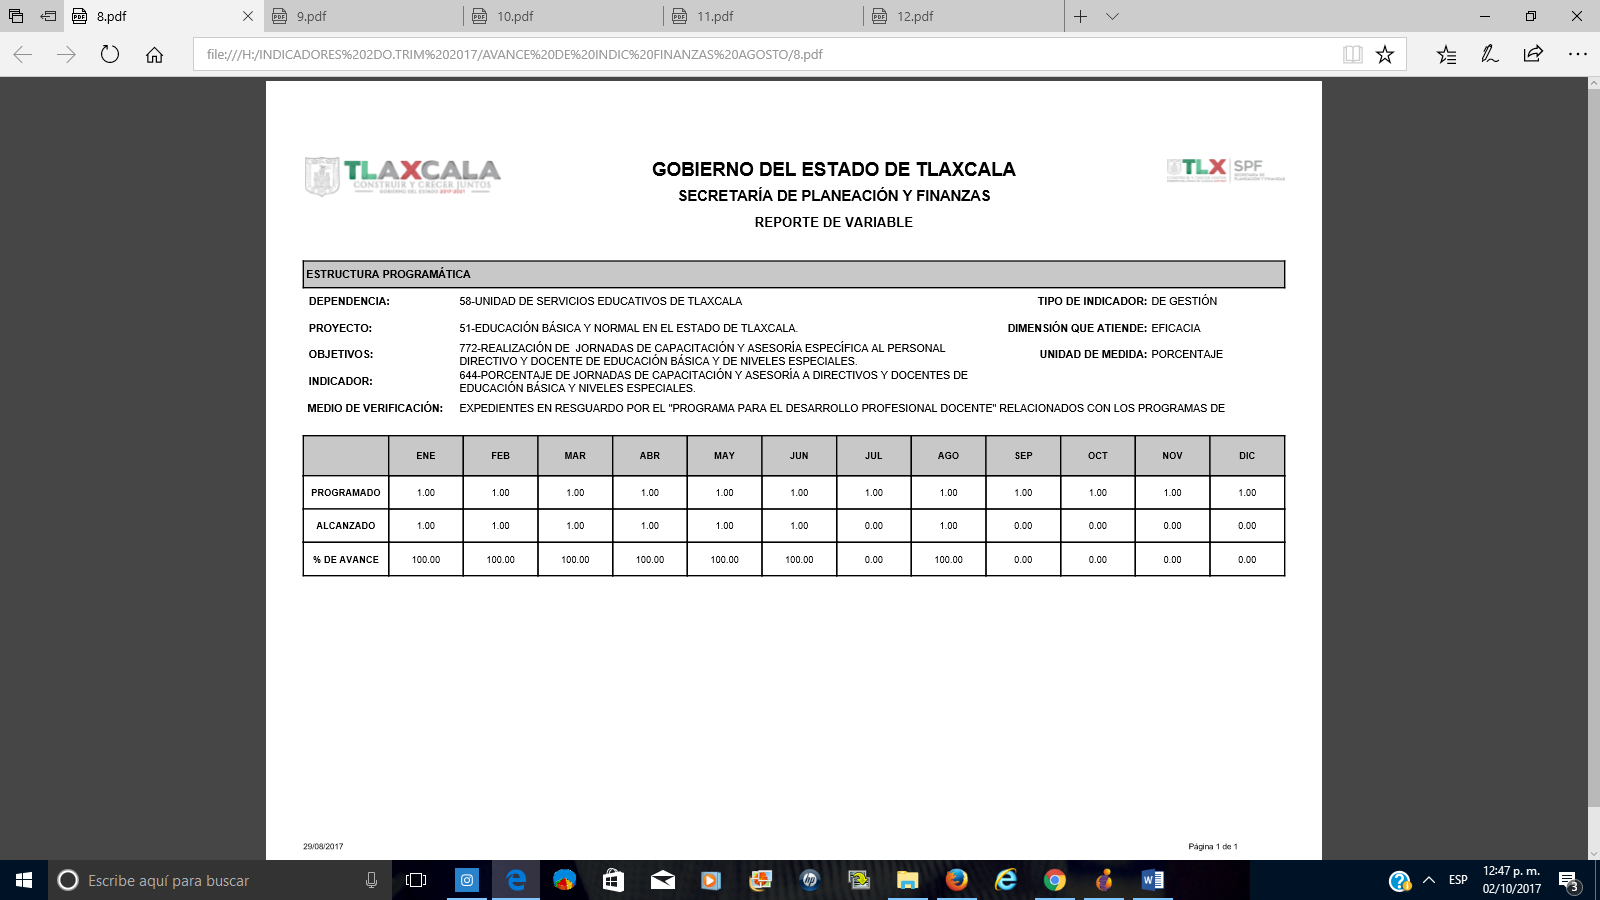 8.pdf
9.pdf
10.pdf
11.pdf
12.pdf
file:///H:/INDICADORES%202DO.TRIM%202017/AVANCE%20DE%20INDIC%20FINANZAS%20AGOSTO/8.pdf
TLAXCALA
CONSTRUIR Y CRECER JUNTOS
GOBIERNO DEL ESTADO 2017-2021
GOBIERNO DEL ESTADO DE TLAXCALA
SECRETARÍA DE PLANEACIÓN Y FINANZAS
REPORTE DE VARIABLE
TLX SPF
ESTRUCTURA PROGRAMÁTICA
DEPENDENCIA: 58-UNIDAD DE SERVICIOS EDUCATIVOS DE TLAXCALA TIPO DE INDICADOR: DE GESTIÓN
PROYECTO: 51-EDUCACIÓN BÁSICA Y NORMAL EN EL ESTADO DE TLAXCALA. DIMENSIÓN QUE ATIENDE: EFICACIA
OBJETIVOS: 772-REALIZACIÓN DE JORNADAS DE CAPACITACIÓN Y ASESORÍA ESPECÍFICA AL PERSONAL
DIRECTIVO Y DOCENTE DE EDUCACIÓN BÁSICA Y DE NIVELES ESPECIALES. UNIDAD DE MEDIDA: PORCENTAJE
INDICADOR: 644-PORCENTAJE DE JORNADAS DE CAPACITACIÓN Y ASESORÍA A DIRECTIVOS Y DOCENTES DE
EDUCACIÓN BÁSICA Y NIVELES ESPECIALES.
MEDIO DE VERIFICACIÓN: EXPEDIENTES EN RESGUARDO POR EL "PROGRAMA PARA EL DESARROLLO PROFESIONAL DOCENTE" RELACIONADOS CON LOS PROGRAMAS DE
ENE FEB MAR ABR MAY JUN JUL AGO SEP OCT NOV DIC
PROGRAMADO 1.00 1.00 1.00 1.00 1.00 1.00 1.00 1.00 1.00 1.00 1.00 1.00
ALCANZADO 1.00 1.00 1.00 1.00 1.00 1.00 0.00 1.00 0.00 0.00 0.00 0.00
% DE AVANCE 100.00 100.00 100.00 100.00 100.00 100.00 0.00 100.00 0.00 0.00 0.00 0.00
29/08/2017 Página 1 de 1
Escribe aquí para buscar
ESP
12:47 p. m.
02/10/2017
3